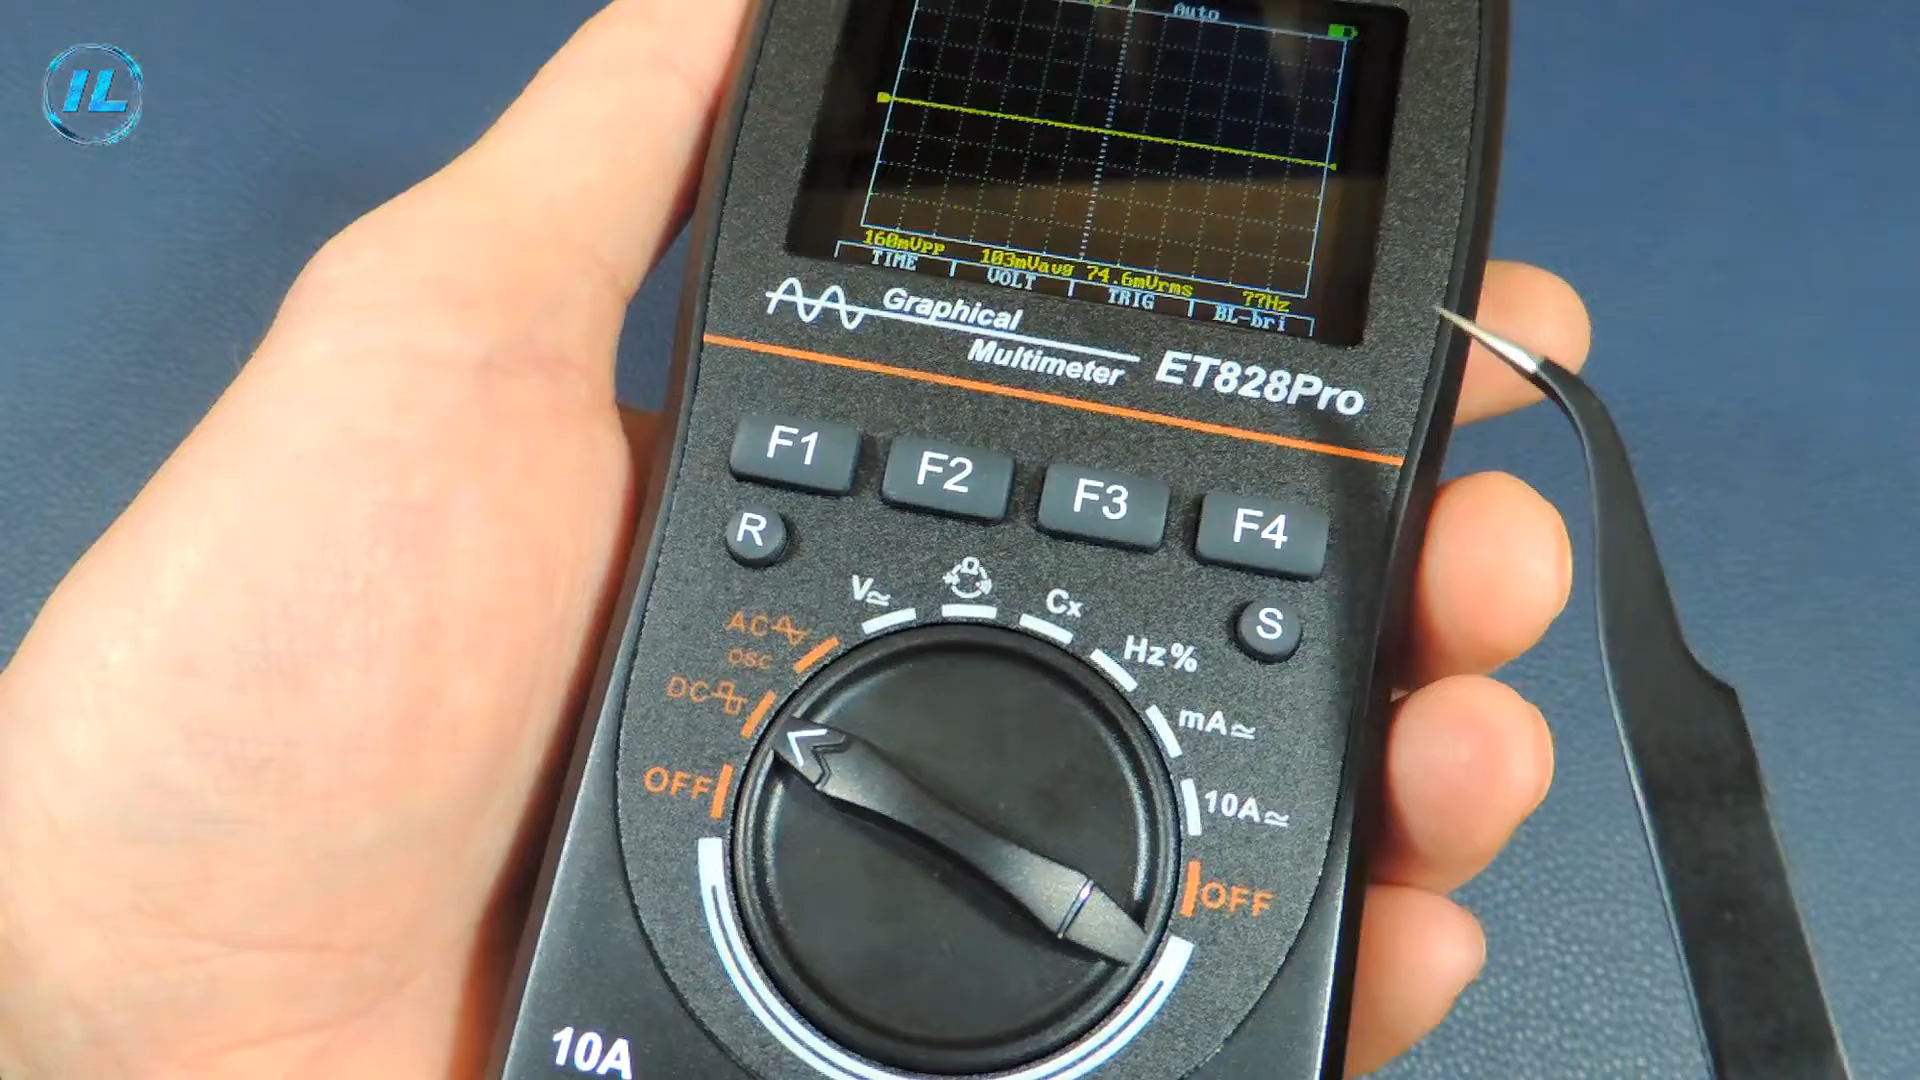 IL
Auto
160mVpp 103mVavg 74.6mVrms ??Hz
TIME VOLT TRIG BL-bri
Graphical
Multimeter ET828Pro
F1 F2 F3 F4
R
S
V≂
Ω
Cx
Hz%
AC
OSC
DC
mA≂
OFF
10A≂
OFF
10A